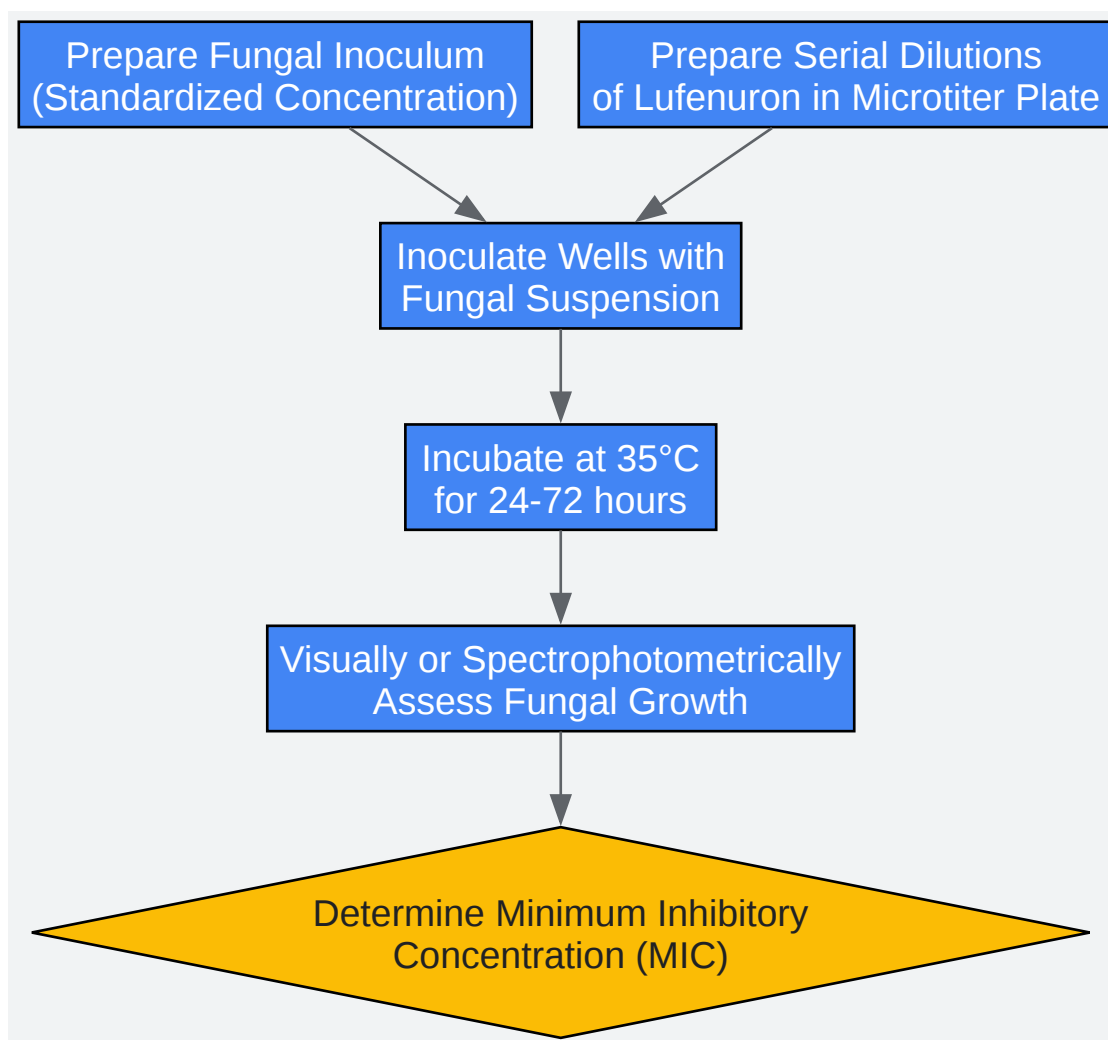 Prepare Fungal Inoculum
(Standardized Concentration)
Prepare Serial Dilutions
of Lufenuron in Microtiter Plate
Inoculate Wells with
Fungal Suspension
Incubate at 35°C
for 24-72 hours
Visually or Spectrophotometrically
Assess Fungal Growth
Determine Minimum Inhibitory
Concentration (MIC)